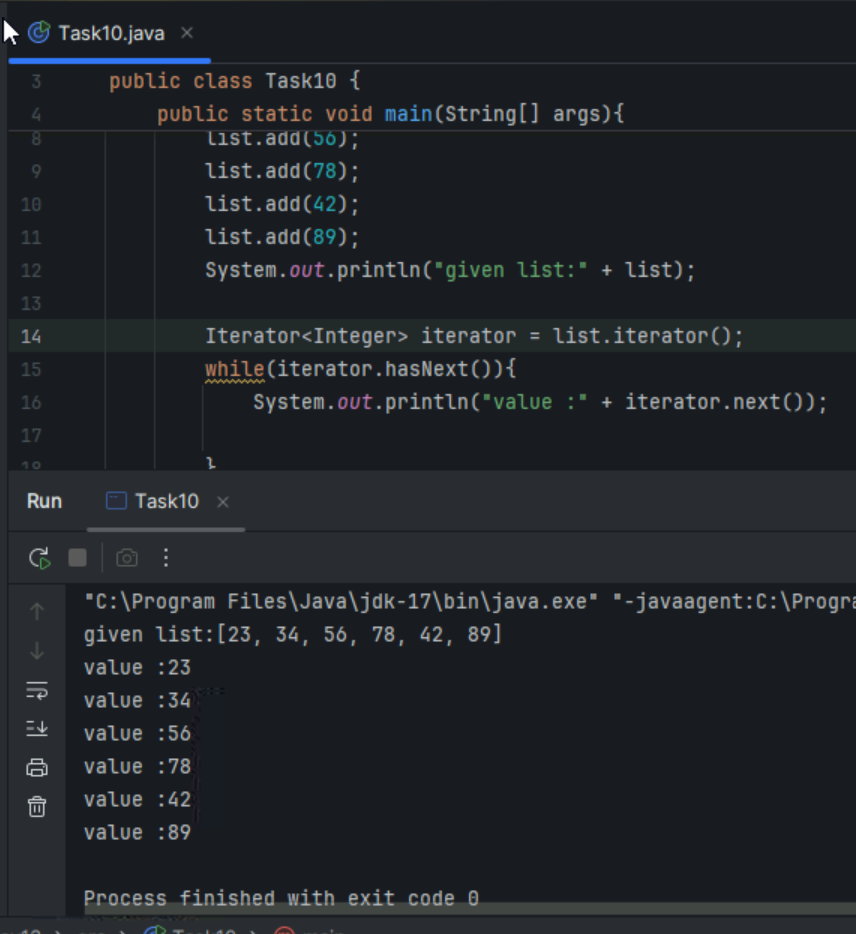 Task10.java
3 public class Task10 {
4 public static void main(String[] args){
8 list.add(56);
9 list.add(78);
10 list.add(42);
11 list.add(89);
12 System.out.println("given list:" + list);
13
14 Iterator<Integer> iterator = list.iterator();
15 while(iterator.hasNext()){
16 System.out.println("value :" + iterator.next());
17
18 }
Run Task10
"C:\Program Files\Java\jdk-17\bin\java.exe" "-javaagent:C:\Progra
given list:[23, 34, 56, 78, 42, 89]
value :23
value :34
value :56
value :78
value :42
value :89
Process finished with exit code 0